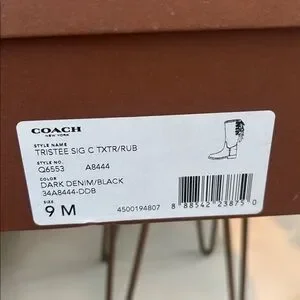 COACH
NEW YORK
STYLE NAME
TRISTEE SIG C TXTR/RUB
STYLE NO.
Q6553 A8444
COLOR
DARK DENIM/BLACK
34A8444-DDB
SIZE
9 M
4500194807
8 88542 23875 0